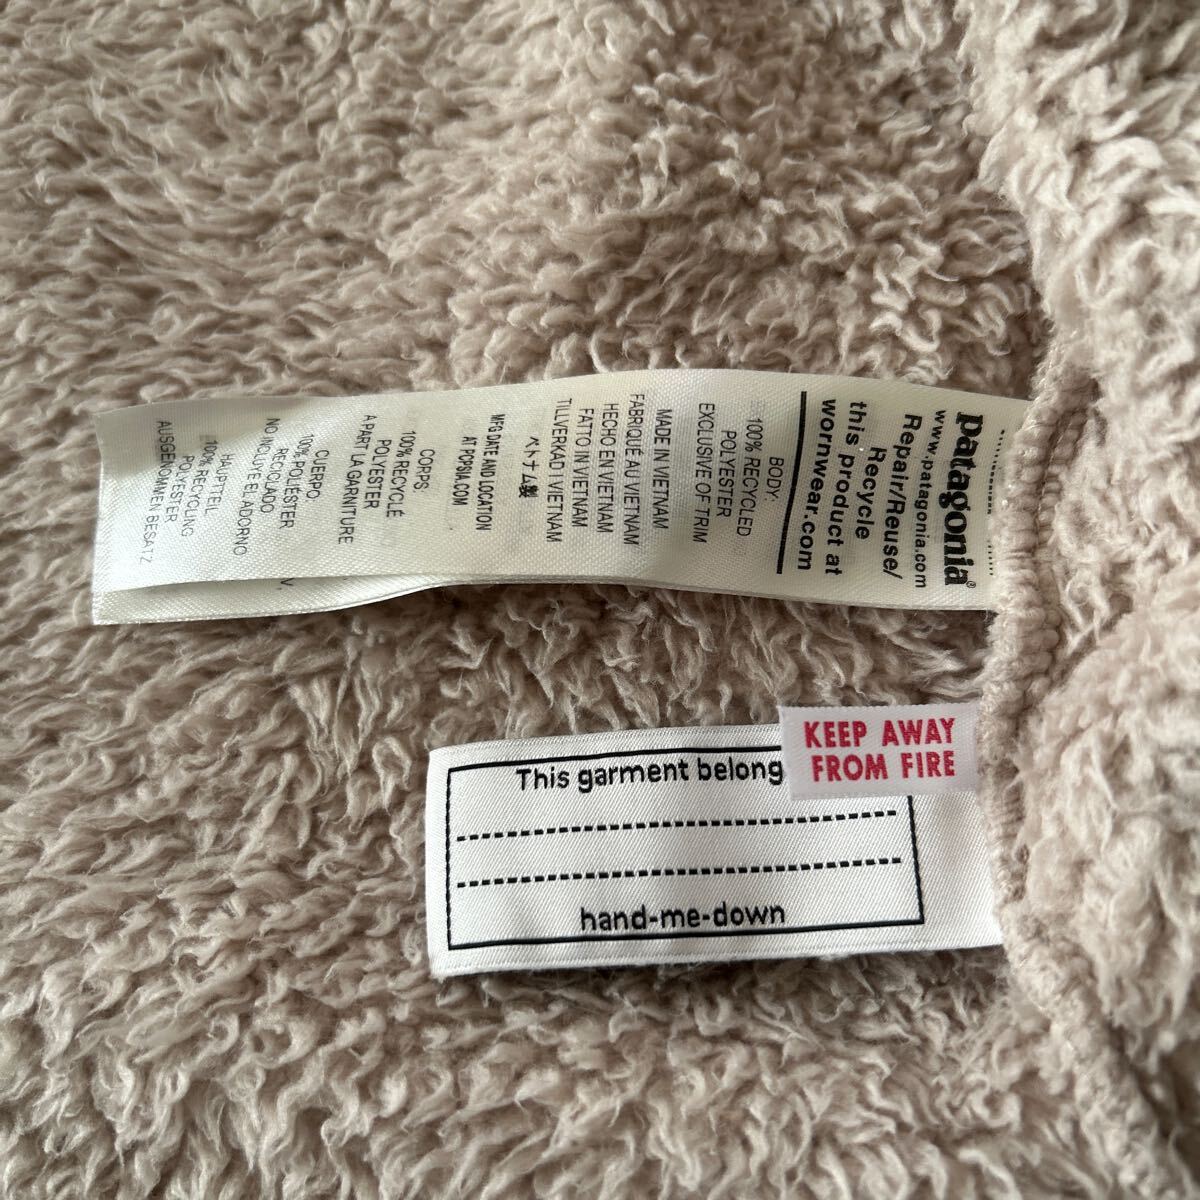 patagonia®
www.patagonia.com
Repair/Reuse/
Recycle
this product at
wornwear.com
BODY:
100% RECYCLED
POLYESTER
EXCLUSIVE OF TRIM
MADE IN VIETNAM
FABRIQUÉ AU VIETNAM
HECHO EN VIETNAM
FATTO IN VIETNAM
TILLVERKAD VIETNAM
ベトナム製
MFG DATE AND LOCATION
AT POPSIA.COM
CORPS:
100% RECYCLÉ
POLYESTER
A PART LA GARNITURE
CUERPO:
100% POLIÉSTER
RECICLADO
NO INCLUYE EL ADORNO
HAUPTTEIL
100% RECYCLING
POLYESTER
AUSGENOMMEN BESATZ
V.
KEEP AWAY
FROM FIRE
This garment belong
hand-me-down